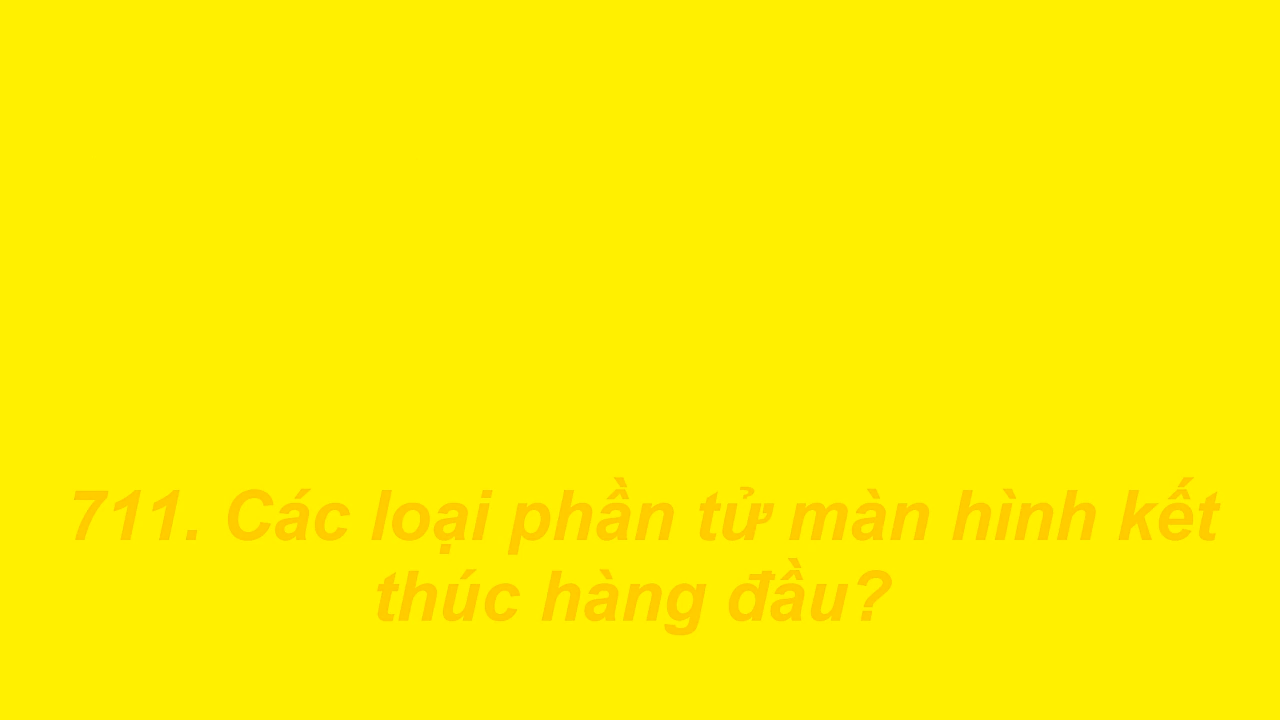 711. Các loại phần tử màn hình kết
thúc hàng đầu?